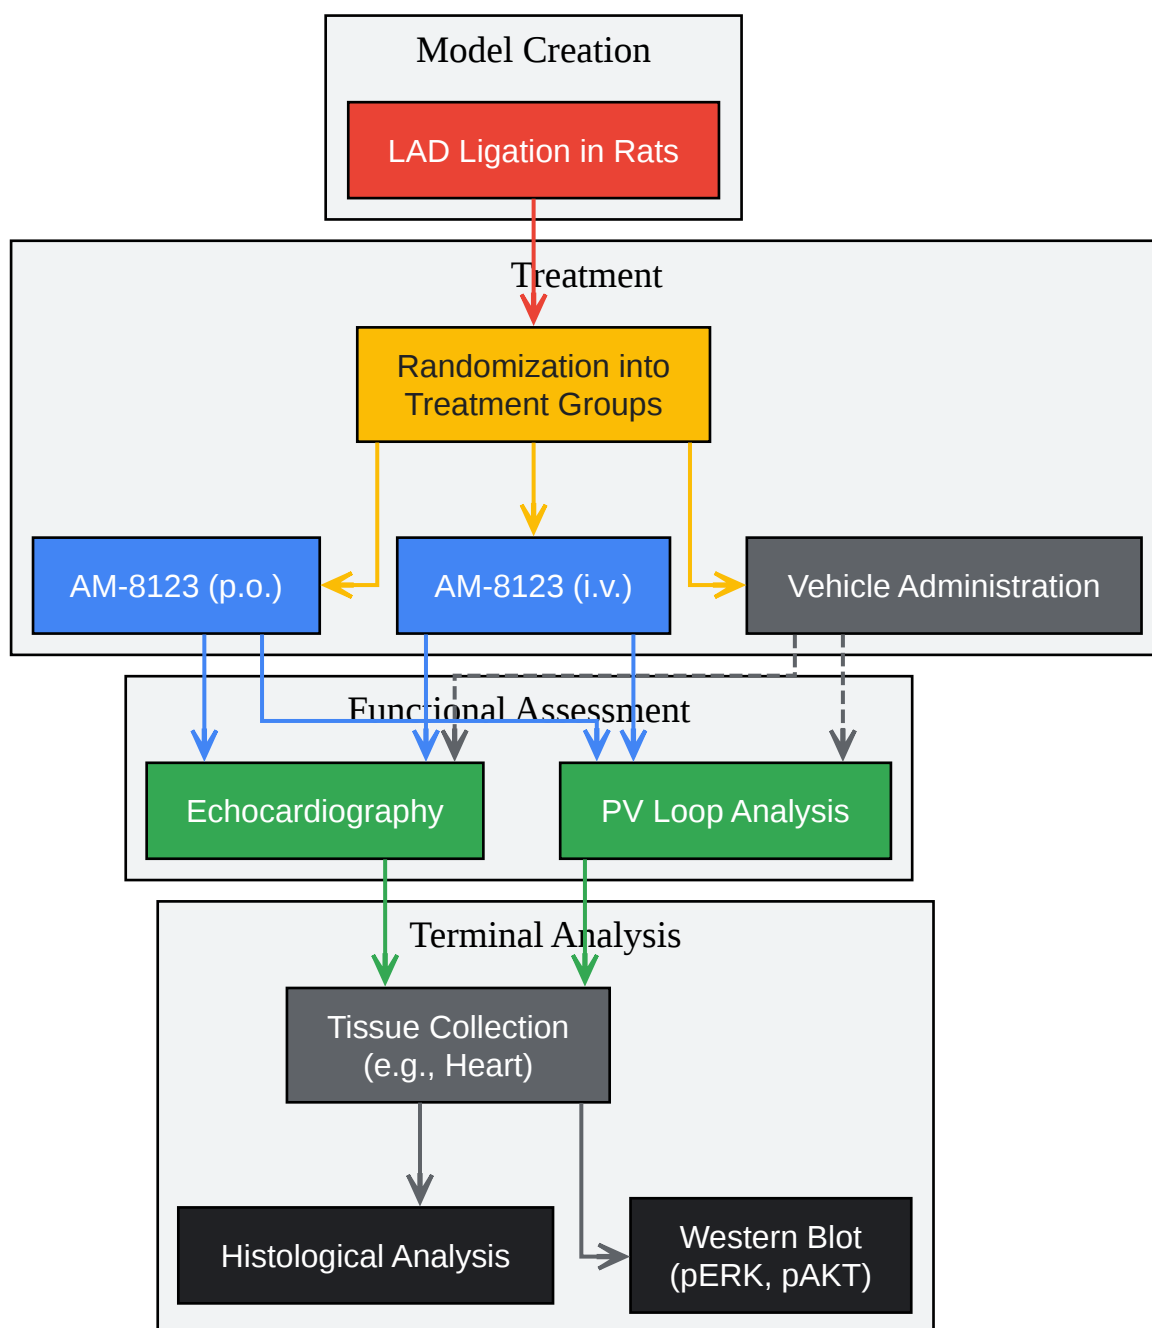 Model Creation
LAD Ligation in Rats
Treatment
Randomization into
Treatment Groups
AM-8123 (p.o.)
AM-8123 (i.v.)
Vehicle Administration
Functional Assessment
Echocardiography
PV Loop Analysis
Terminal Analysis
Tissue Collection
(e.g., Heart)
Histological Analysis
Western Blot
(pERK, pAKT)